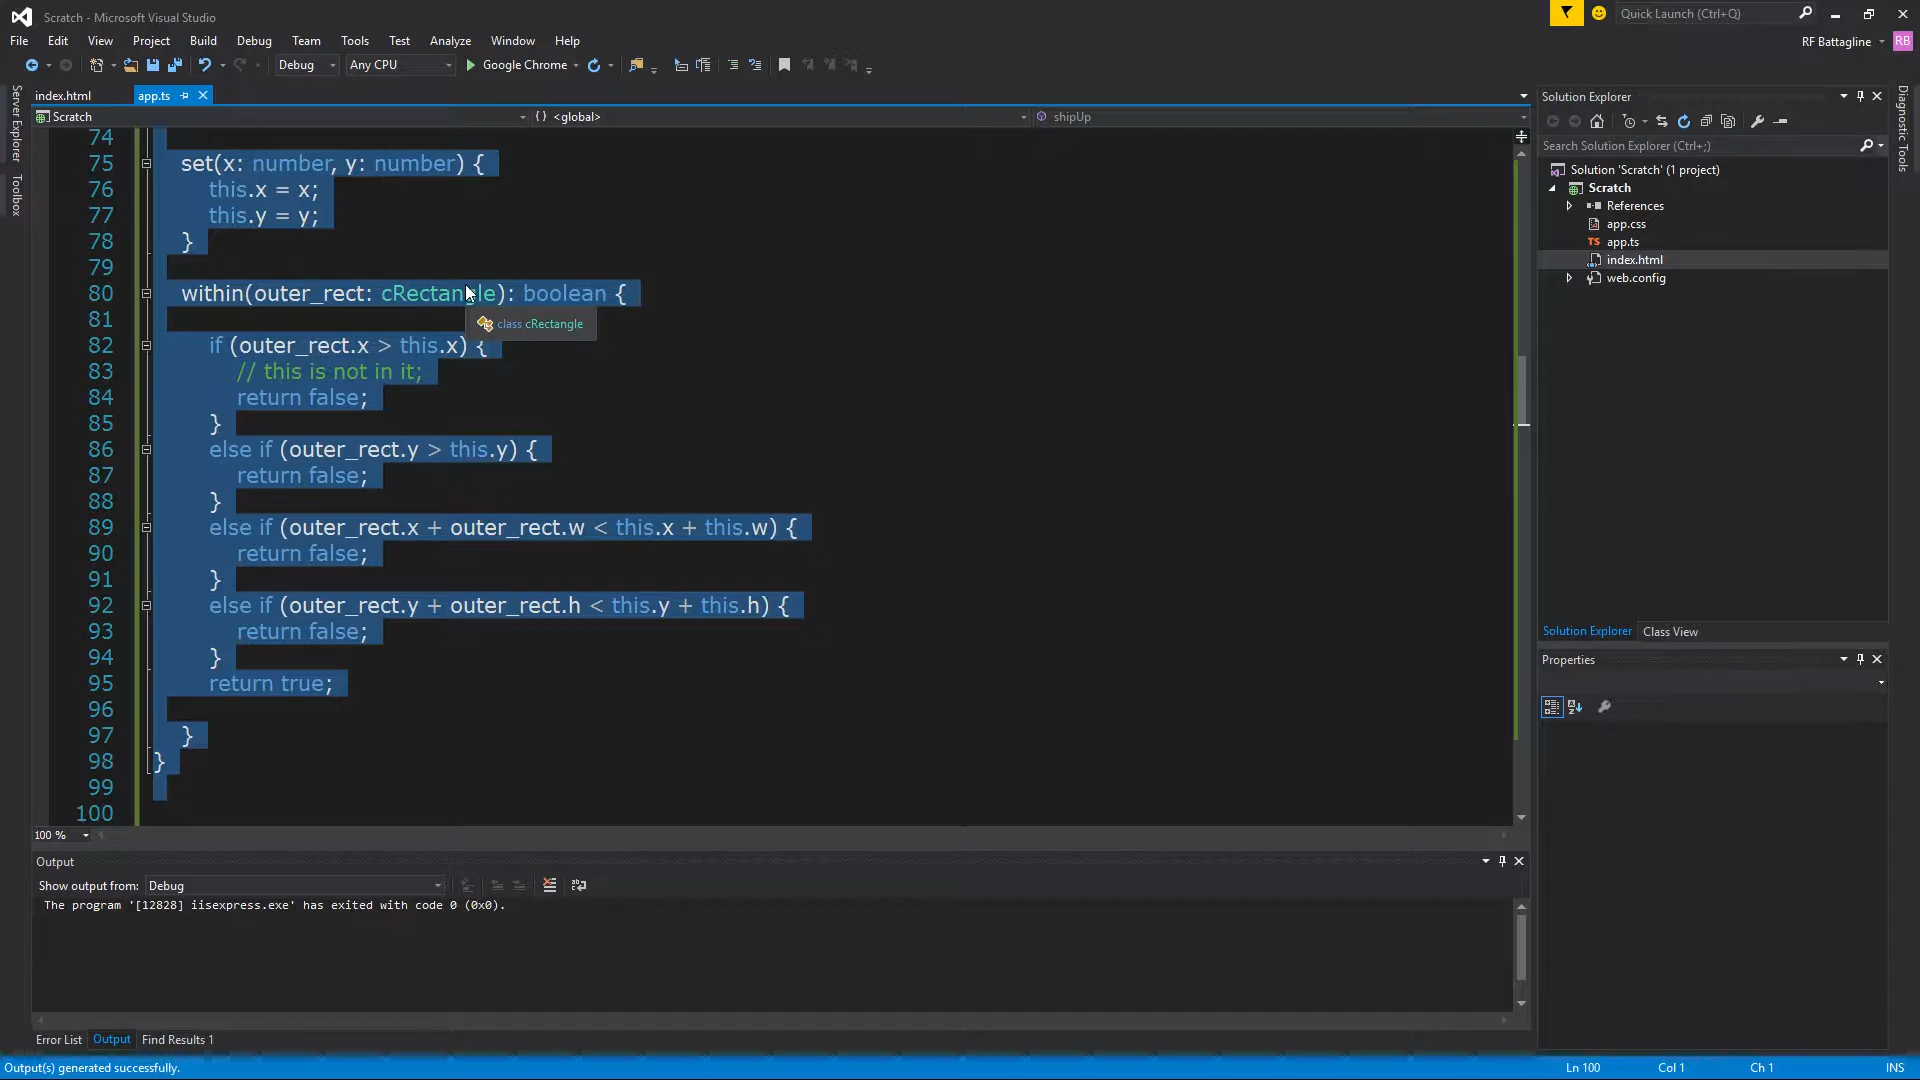 Scratch - Microsoft Visual Studio
Quick Launch (Ctrl+Q)
File Edit View Project Build Debug Team Tools Test Analyze Window Help
RF Battagline RB
Debug Any CPU Google Chrome
Server Explorer
Toolbox
index.html app.ts
Scratch {} <global> shipUp
74
75 set(x: number, y: number) {
76 this.x = x;
77 this.y = y;
78 }
79
80 within(outer_rect: cRectangle): boolean {
81
class cRectangle
82 if (outer_rect.x > this.x) {
83 // this is not in it;
84 return false;
85 }
86 else if (outer_rect.y > this.y) {
87 return false;
88 }
89 else if (outer_rect.x + outer_rect.w < this.x + this.w) {
90 return false;
91 }
92 else if (outer_rect.y + outer_rect.h < this.y + this.h) {
93 return false;
94 }
95 return true;
96
97 }
98 }
99
100
100 %
Output
Show output from: Debug
The program '[12828] iisexpress.exe' has exited with code 0 (0x0).
Error List Output Find Results 1
Solution Explorer
Search Solution Explorer (Ctrl+;)
Solution 'Scratch' (1 project)
Scratch
References
app.css
TS app.ts
index.html
web.config
Solution Explorer Class View
Properties
Diagnostic Tools
Output(s) generated successfully.
Ln 100 Col 1 Ch 1 INS